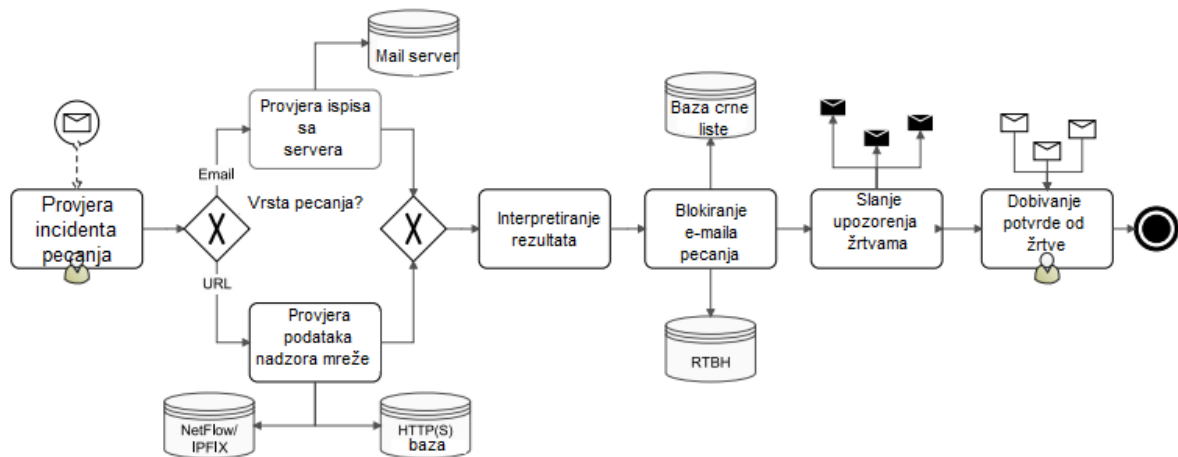 Mail server
Provjera ispisa
sa
servera
Baza crne
liste
Email
Vrsta pecanja?
Provjera
incidenta
pecanja
Interpretiranje
rezultata
Blokiranje
e-maila
pecanja
Slanje
upozorenja
žrtvama
Dobivanje
potvrde od
žrtve
URL
Provjera
podataka
nadzora mreže
RTBH
NetFlow/
IPFIX
HTTP(S)
baza